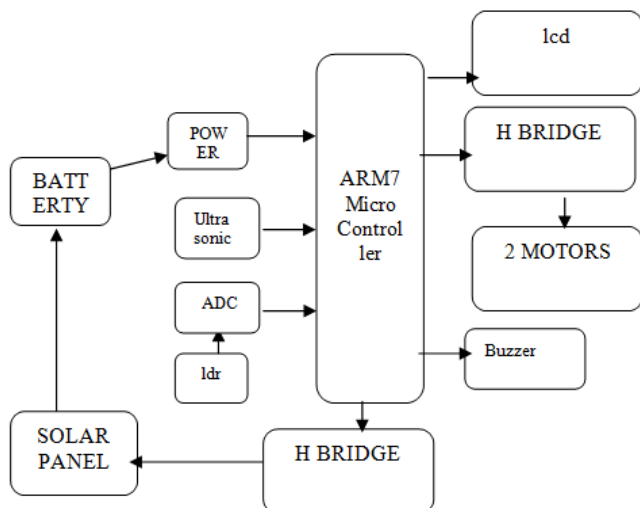 lcd
POW
ER
H BRIDGE
BATT
ERTY
ARM7
Micro
Control
ler
Ultra
sonic
2 MOTORS
ADC
ldr
Buzzer
SOLAR
PANEL
H BRIDGE